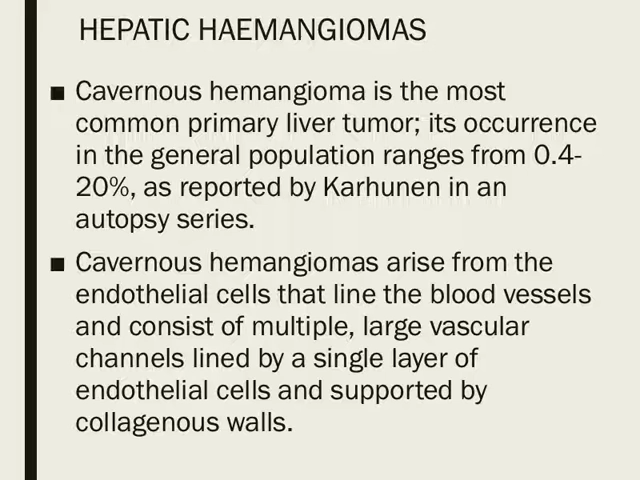 HEPATIC HAEMANGIOMAS
■ Cavernous hemangioma is the most
common primary liver tumor; its occurrence
in the general population ranges from 0.4-
20%, as reported by Karhunen in an
autopsy series.
■ Cavernous hemangiomas arise from the
endothelial cells that line the blood vessels
and consist of multiple, large vascular
channels lined by a single layer of
endothelial cells and supported by
collagenous walls.